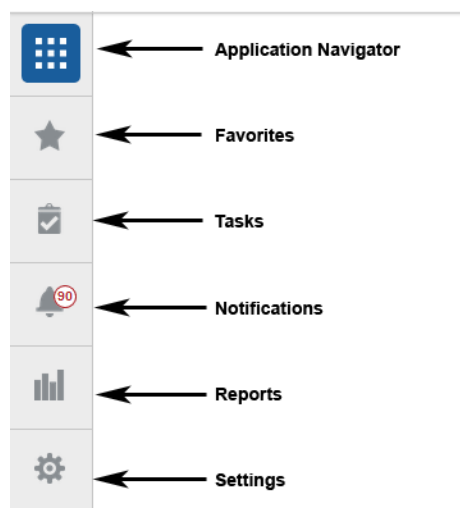 Application Navigator
Favorites
Tasks
90
Notifications
Reports
Settings